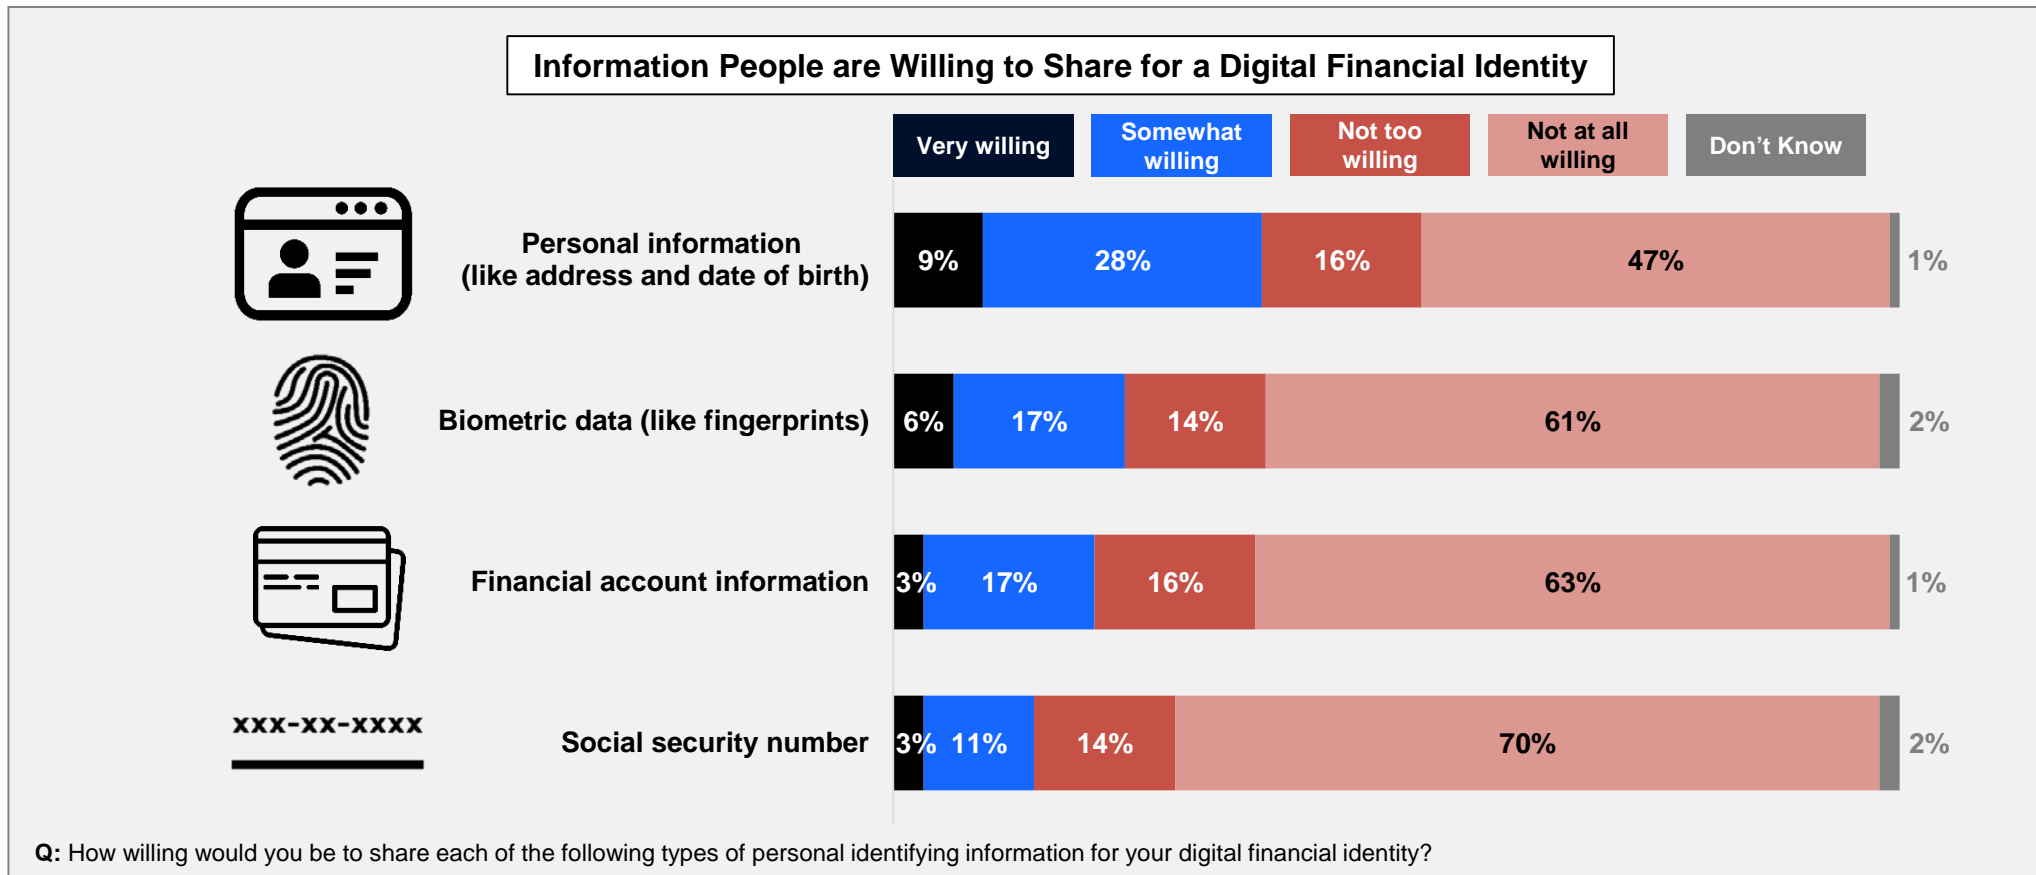 Information People are Willing to Share for a Digital Financial Identity
Very willing
Somewhat
willing
Not too
willing
Not at all
willing
Don't Know
Personal information
(like address and date of birth)
9%
28%
16%
47%
1%
Biometric data (like fingerprints)
6%
17%
14%
61%
2%
Financial account information
3%
17%
16%
63%
1%
xxx-xx-xxxx
Social security number
3%
11%
14%
70%
2%
Q: How willing would you be to share each of the following types of personal identifying information for your digital financial identity?